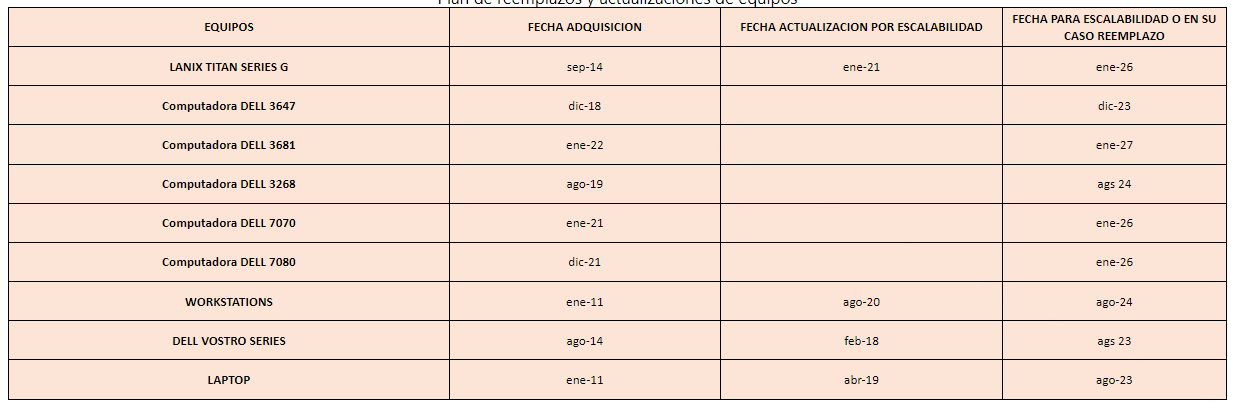 Plan de reemplazos y actualizaciones de equipos
EQUIPOS FECHA ADQUISICION FECHA ACTUALIZACION POR ESCALABILIDAD FECHA PARA ESCALABILIDAD O EN SU
CASO REEMPLAZO
LANIX TITAN SERIES G sep-14 ene-21 ene-26
Computadora DELL 3647 dic-18 dic-23
Computadora DELL 3681 ene-22 ene-27
Computadora DELL 3268 ago-19 ags 24
Computadora DELL 7070 ene-21 ene-26
Computadora DELL 7080 dic-21 ene-26
WORKSTATIONS ene-11 ago-20 ago-24
DELL VOSTRO SERIES ago-14 feb-18 ags 23
LAPTOP ene-11 abr-19 ago-23